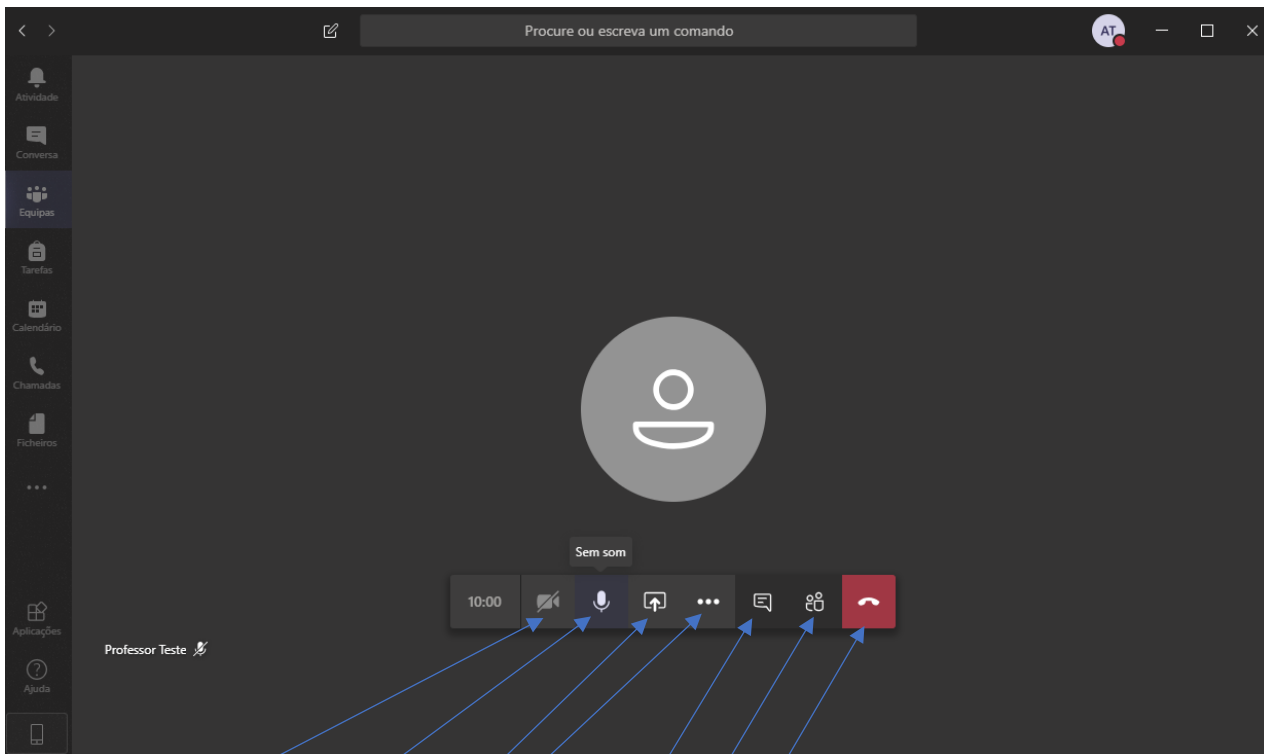 Procure ou escreva um comando
AT
Atividade
Conversa
Equipas
Tarefas
Calendário
Chamadas
Ficheiros
Sem som
10:00
Aplicações
Professor Teste
Ajuda